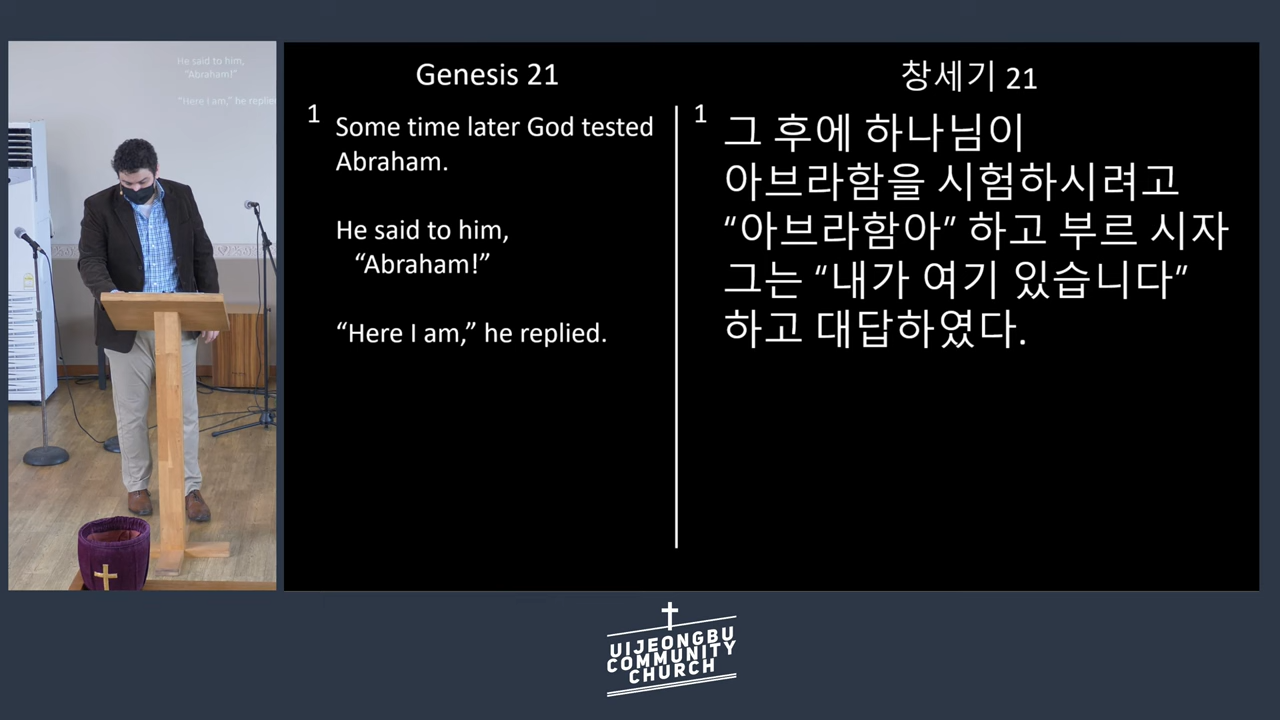 He said to him,
“Abraham!”
“Here I am,” he replied
Genesis 21
1 Some time later God tested
Abraham.
He said to him,
“Abraham!”
“Here I am,” he replied.
창세기 21
1 그 후에 하나님이
아브라함을 시험하시려고
“아브라함아” 하고 부르 시자
그는 “내가 여기 있습니다”
하고 대답하였다.
UIJEONGBU
COMMUNITY
CHURCH